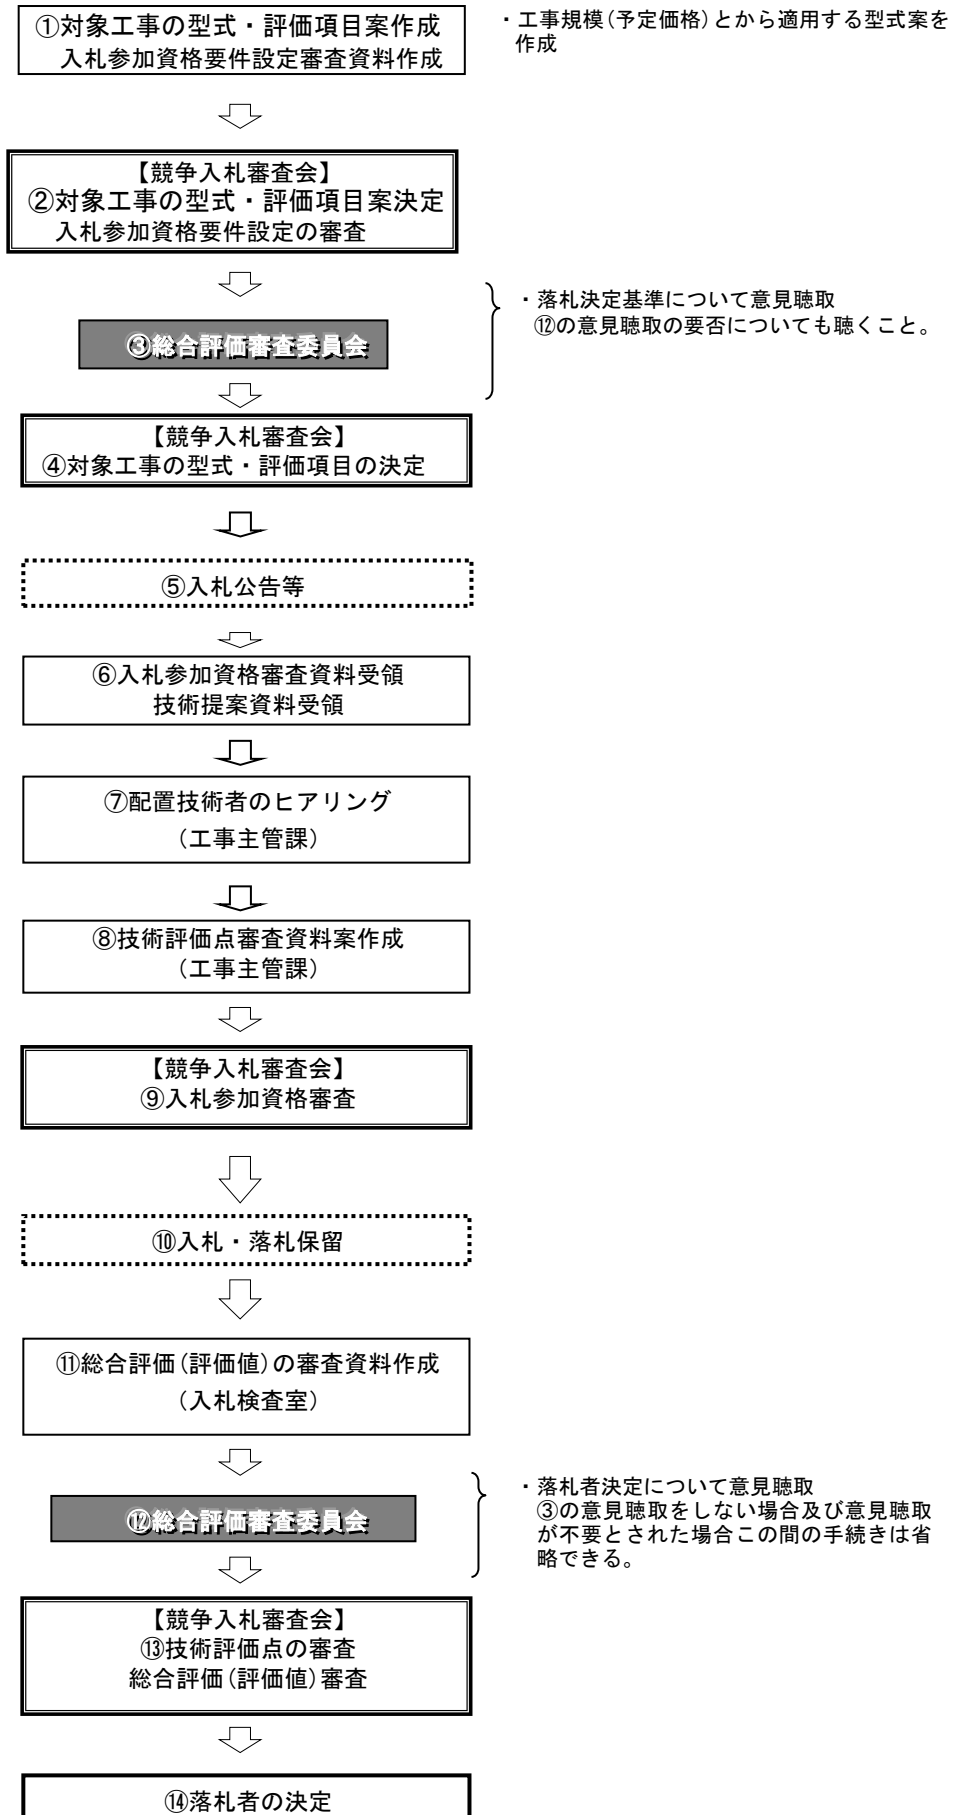 ①対象工事の型式・評価項目案作成
入札参加資格要件設定審査資料作成
・工事規模(予定価格)とから適用する型式案を
作成
【競争入札審査会】
②対象工事の型式・評価項目案決定
入札参加資格要件設定の審査
・落札決定基準について意見聴取
⑫の意見聴取の要否についても聴くこと。
③総合評価審査委員会
【競争入札審査会】
④対象工事の型式・評価項目の決定
⑤入札公告等
⑥入札参加資格審査資料受領
技術提案資料受領
⑦配置技術者のヒアリング
(工事主管課)
⑧技術評価点審査資料案作成
(工事主管課)
【競争入札審査会】
⑨入札参加資格審査
⑩入札・落札保留
⑪総合評価(評価値)の審査資料作成
(入札検査室)
・落札者決定について意見聴取
③の意見聴取をしない場合及び意見聴取
が不要とされた場合この間の手続きは省
略できる。
⑫総合評価審査委員会
【競争入札審査会】
⑬技術評価点の審査
総合評価(評価値)審査
⑭落札者の決定